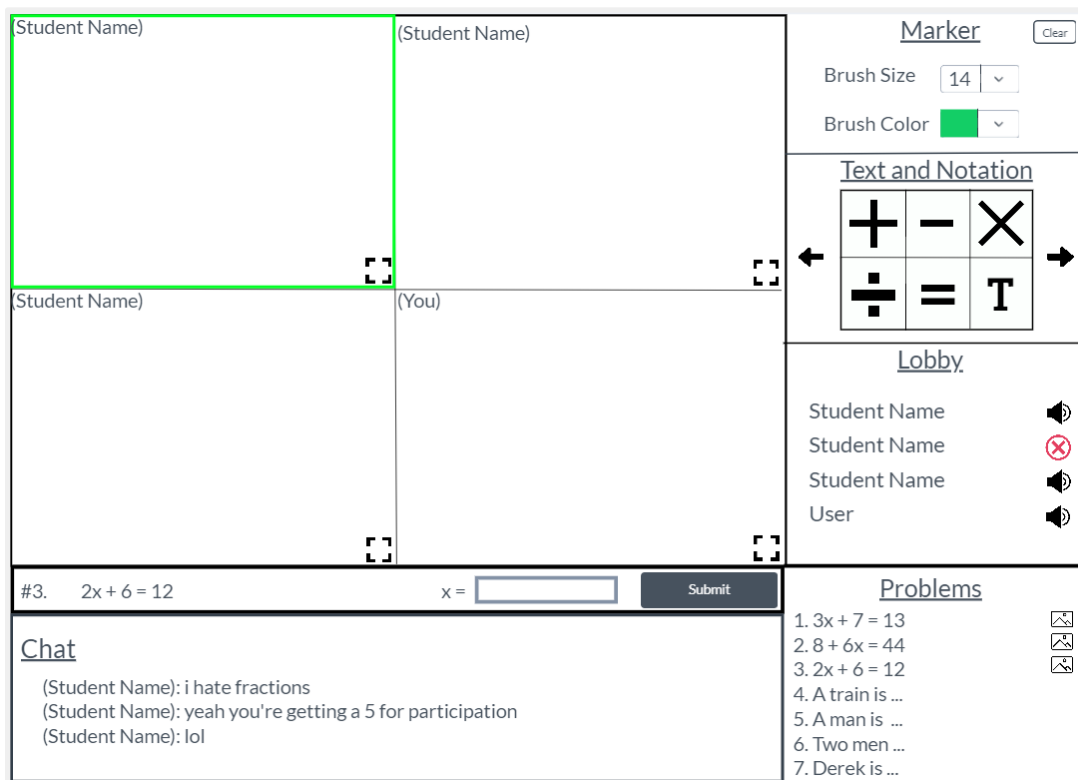 (Student Name)
(Student Name)
(Student Name)
(You)
#3. 2x + 6 = 12 x = Submit
Chat
(Student Name): i hate fractions
(Student Name): yeah you're getting a 5 for participation
(Student Name): lol
Marker
Clear
Brush Size 14
Brush Color
Text and Notation
+ − ×
÷ = T
Lobby
Student Name
Student Name
Student Name
User
Problems
1. 3x + 7 = 13
2. 8 + 6x = 44
3. 2x + 6 = 12
4. A train is ...
5. A man is ...
6. Two men ...
7. Derek is ...